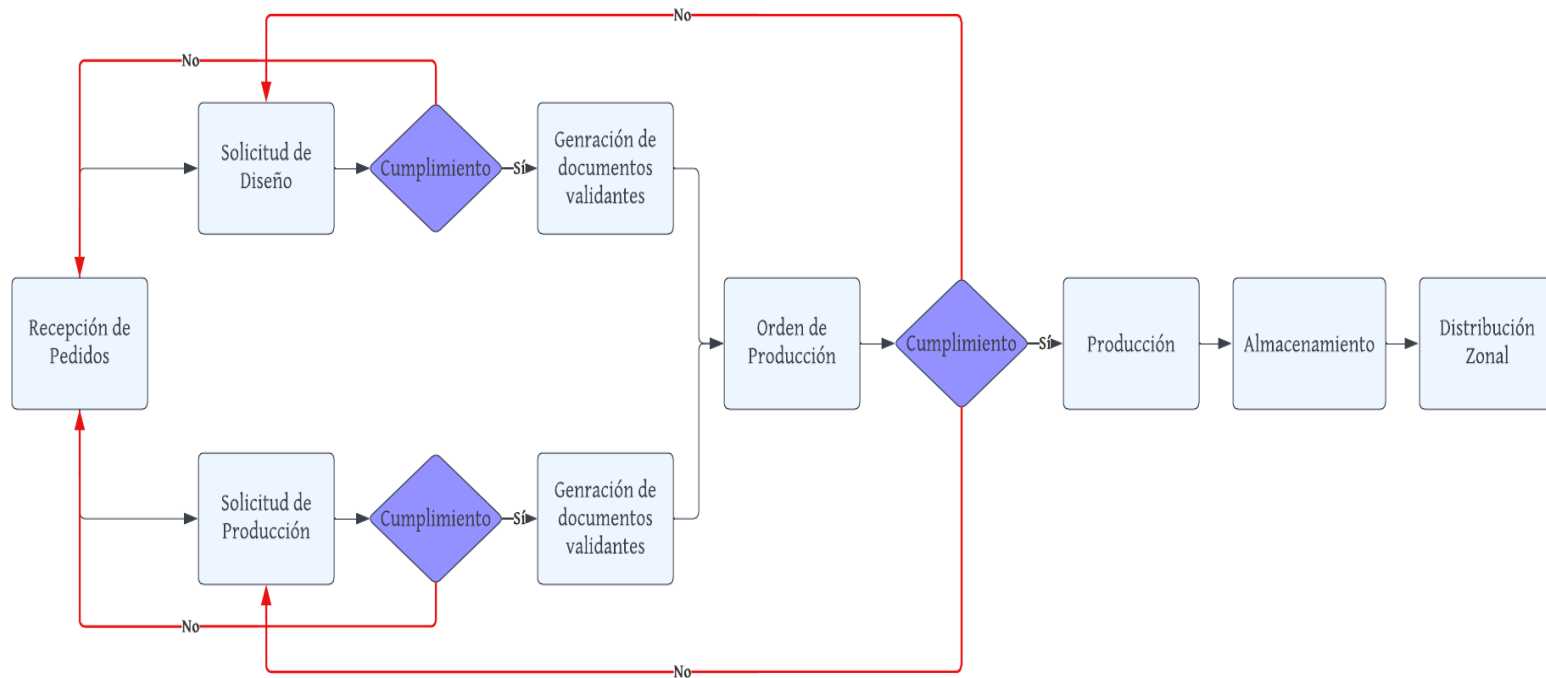 No
No
Solicitud de
Diseño
Cumplimiento
Sí
Genración de
documentos
validantes
Recepción de
Pedidos
Orden de
Producción
Cumplimiento
Sí
Producción
Almacenamiento
Distribución
Zonal
Solicitud de
Producción
Cumplimiento
Sí
Genración de
documentos
validantes
No
No